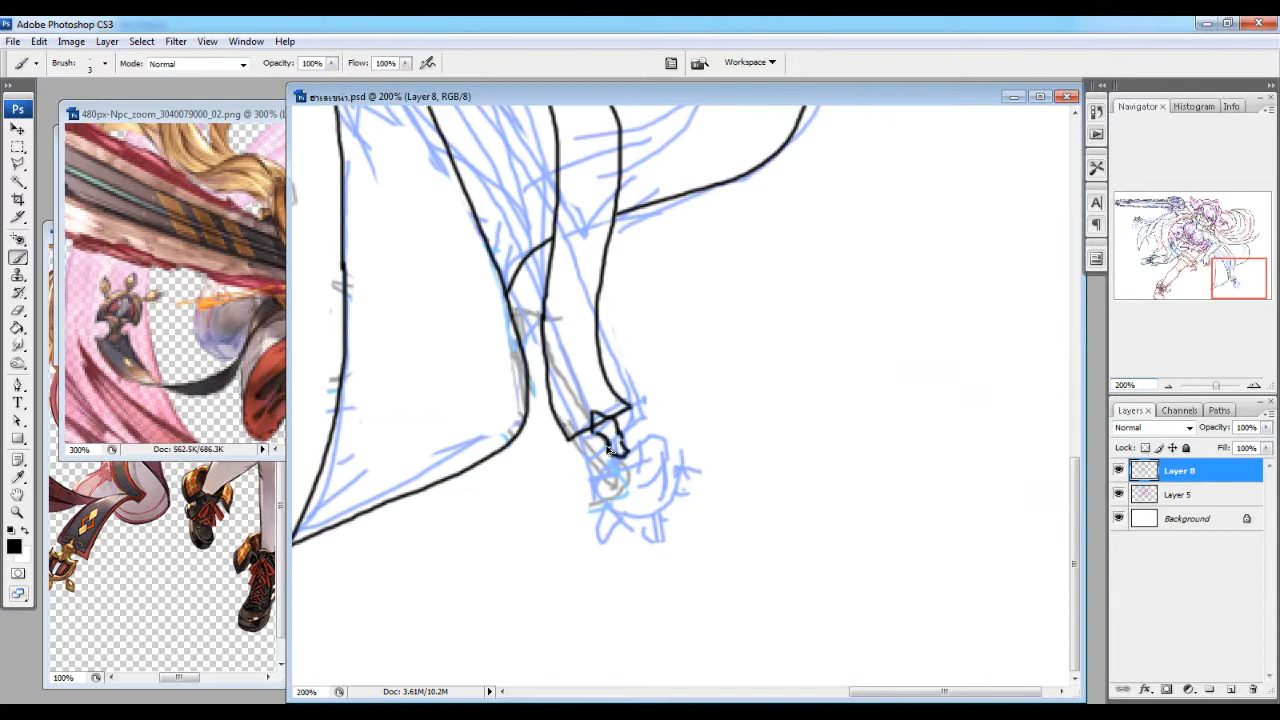 Ps Adobe Photoshop CS3
File Edit Image Layer Select Filter View Window Help
Brush: 3 Mode: Normal Opacity: 100% Flow: 100% Workspace
480px-Npc_zoom_3040079000_02.png @ 300% (L
.psd @ 200% (Layer 8, RGB/8)
Navigator Histogram Info
Ps
200%
Layers Channels Paths
Normal Opacity: 100%
Lock: Fill: 100%
300% Doc: 562.5K/686.3K
Layer 8
Layer 5
Background
100%
200% Doc: 3.61M/10.2M